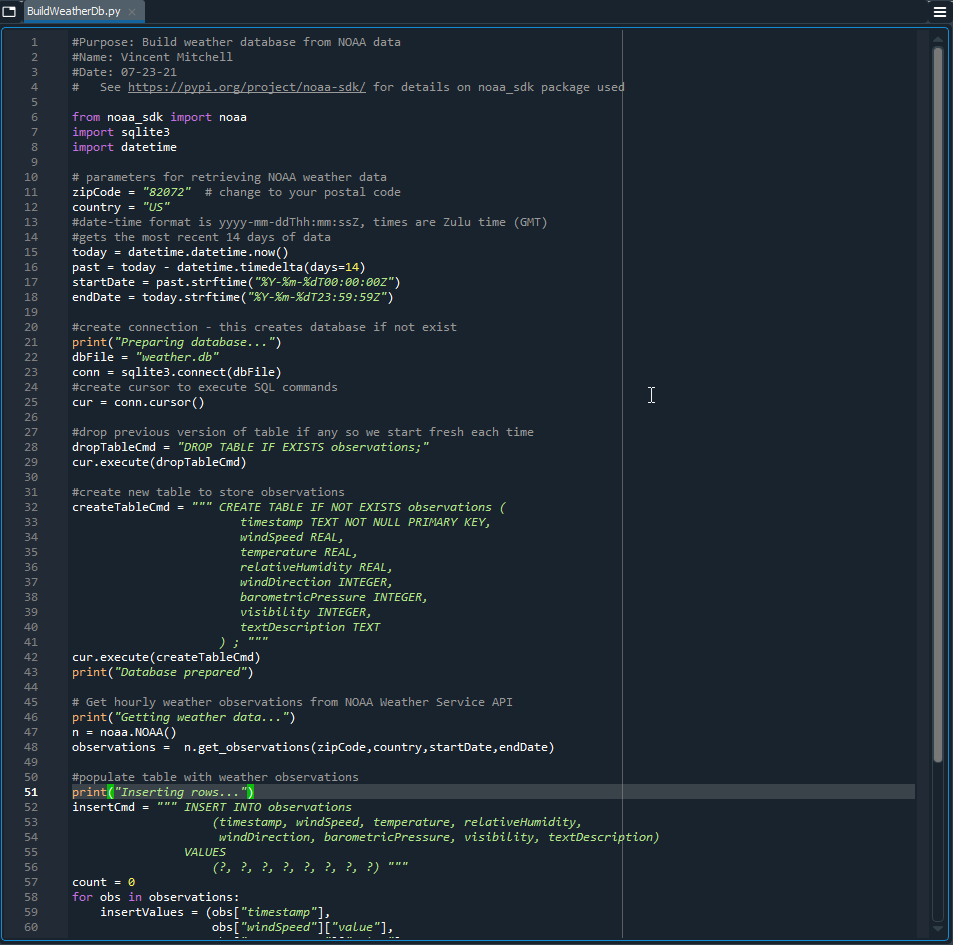 BuildWeatherDb.py
1 #Purpose: Build weather database from NOAA data
2 #Name: Vincent Mitchell
3 #Date: 07-23-21
4 #   See https://pypi.org/project/noaa-sdk/ for details on noaa_sdk package used
5
6 from noaa_sdk import noaa
7 import sqlite3
8 import datetime
9
10 # parameters for retrieving NOAA weather data
11 zipCode = "82072"  # change to your postal code
12 country = "US"
13 #date-time format is yyyy-mm-ddThh:mm:ssZ, times are Zulu time (GMT)
14 #gets the most recent 14 days of data
15 today = datetime.datetime.now()
16 past = today - datetime.timedelta(days=14)
17 startDate = past.strftime("%Y-%m-%dT00:00:00Z")
18 endDate = today.strftime("%Y-%m-%dT23:59:59Z")
19
20 #create connection - this creates database if not exist
21 print("Preparing database...")
22 dbFile = "weather.db"
23 conn = sqlite3.connect(dbFile)
24 #create cursor to execute SQL commands
25 cur = conn.cursor()
26
27 #drop previous version of table if any so we start fresh each time
28 dropTableCmd = "DROP TABLE IF EXISTS observations;"
29 cur.execute(dropTableCmd)
30
31 #create new table to store observations
32 createTableCmd = """ CREATE TABLE IF NOT EXISTS observations (
33                         timestamp TEXT NOT NULL PRIMARY KEY,
34                         windSpeed REAL,
35                         temperature REAL,
36                         relativeHumidity REAL,
37                         windDirection INTEGER,
38                         barometricPressure INTEGER,
39                         visibility INTEGER,
40                         textDescription TEXT
41                      ) ; """
42 cur.execute(createTableCmd)
43 print("Database prepared")
44
45 # Get hourly weather observations from NOAA Weather Service API
46 print("Getting weather data...")
47 n = noaa.NOAA()
48 observations =  n.get_observations(zipCode,country,startDate,endDate)
49
50 #populate table with weather observations
51 print("Inserting rows...")
52 insertCmd = """ INSERT INTO observations
53                     (timestamp, windSpeed, temperature, relativeHumidity,
54                      windDirection, barometricPressure, visibility, textDescription)
55                 VALUES
56                     (?, ?, ?, ?, ?, ?, ?, ?) """
57 count = 0
58 for obs in observations:
59     insertValues = (obs["timestamp"],
60                     obs["windSpeed"]["value"],